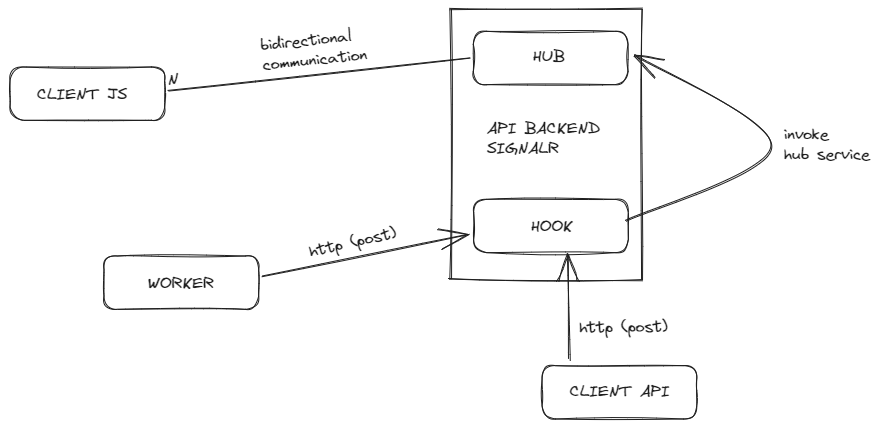 bidirectional
communication
HUB
N
CLIENT JS
API BACKEND
SIGNALR
invoke
hub service
HOOK
http (post)
WORKER
http (post)
CLIENT API